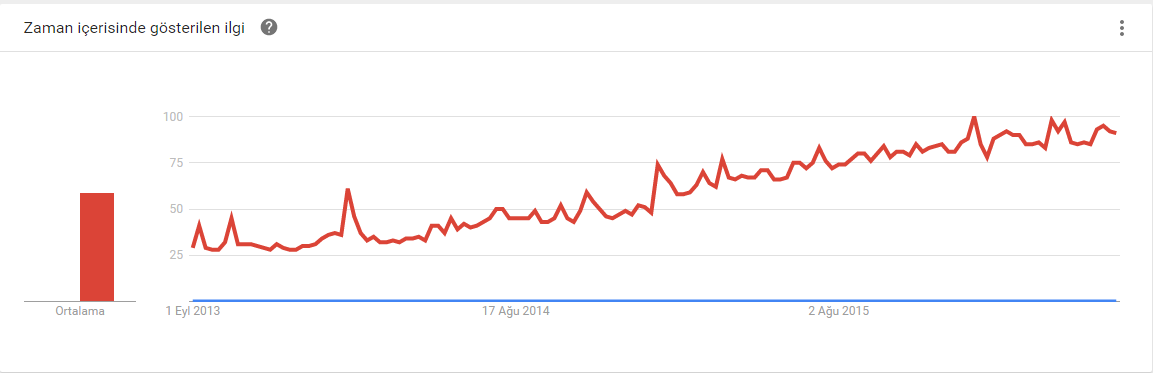 Zaman içerisinde gösterilen ilgi ?
100
75
50
25
Ortalama
1 Eyl 2013
17 Ağu 2014
2 Ağu 2015